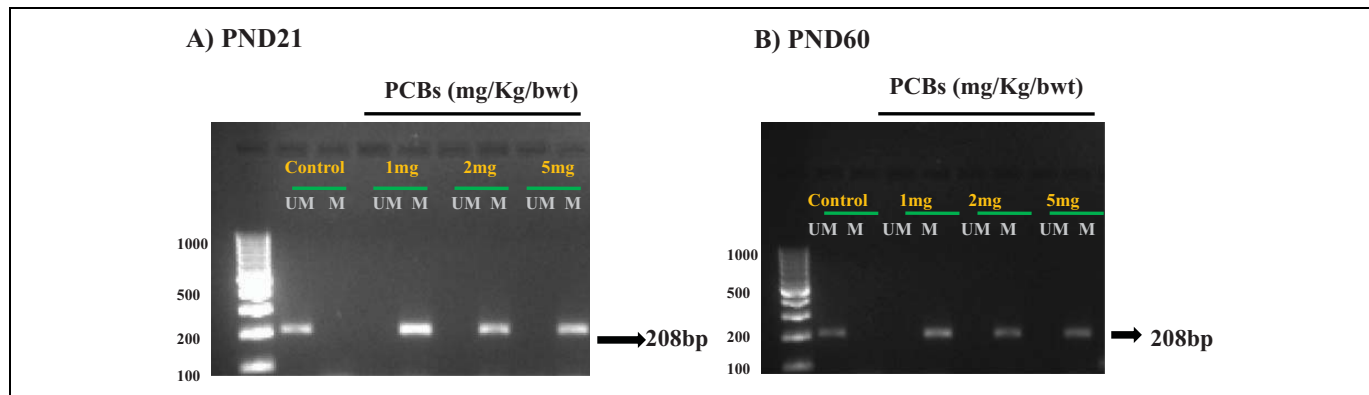 A) PND21
PCBs (mg/Kg/bwt)
Control 1mg 2mg 5mg
UM M UM M UM M UM M
1000
500
200
100
208bp
B) PND60
PCBs (mg/Kg/bwt)
Control 1mg 2mg 5mg
UM M UM M UM M UM M
1000
500
200
100
208bp